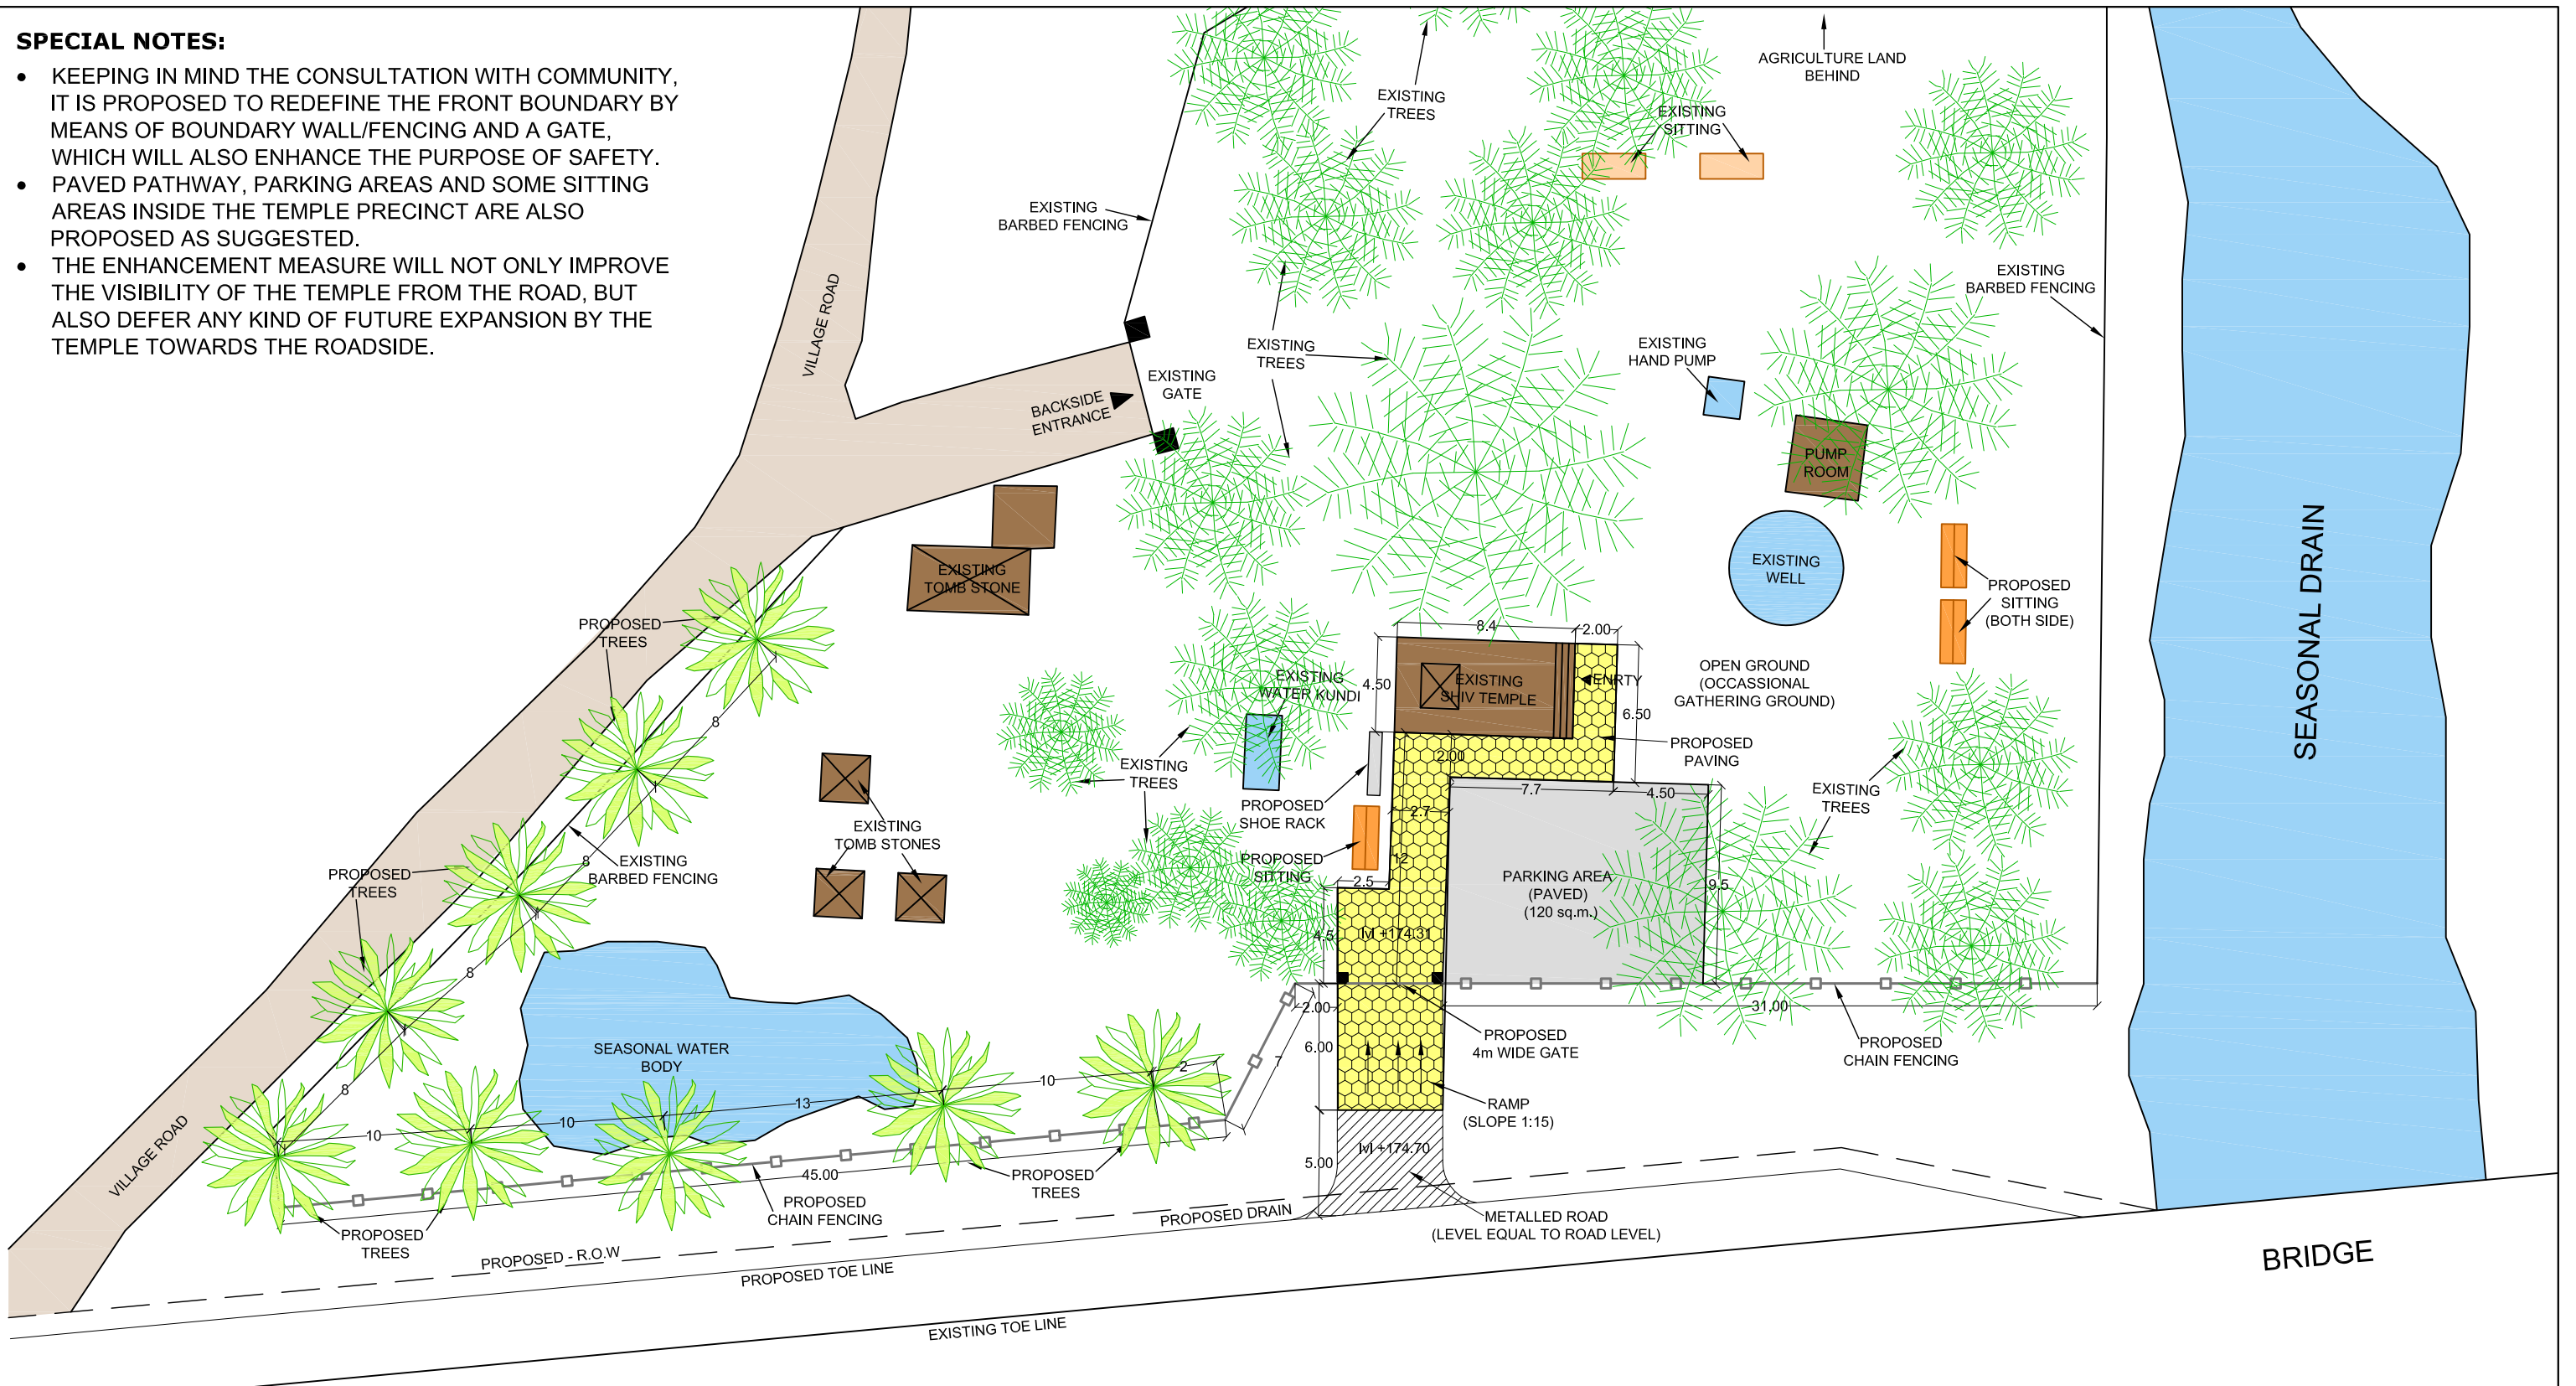 SPECIAL NOTES:
• KEEPING IN MIND THE CONSULTATION WITH COMMUNITY,
IT IS PROPOSED TO REDEFINE THE FRONT BOUNDARY BY
MEANS OF BOUNDARY WALL/FENCING AND A GATE,
WHICH WILL ALSO ENHANCE THE PURPOSE OF SAFETY.
• PAVED PATHWAY, PARKING AREAS AND SOME SITTING
AREAS INSIDE THE TEMPLE PRECINCT ARE ALSO
PROPOSED AS SUGGESTED.
• THE ENHANCEMENT MEASURE WILL NOT ONLY IMPROVE
THE VISIBILITY OF THE TEMPLE FROM THE ROAD, BUT
ALSO DEFER ANY KIND OF FUTURE EXPANSION BY THE
TEMPLE TOWARDS THE ROADSIDE.
AGRICULTURE LAND
BEHIND
EXISTING
TREES
EXISTING
SITTING
EXISTING
BARBED FENCING
EXISTING
BARBED FENCING
VILLAGE ROAD
EXISTING
TREES
EXISTING
HAND PUMP
EXISTING
GATE
BACKSIDE
ENTRANCE
PUMP
ROOM
SEASONAL DRAIN
EXISTING
WELL
EXISTING
TOMB STONE
PROPOSED
SITTING
(BOTH SIDE)
PROPOSED
TREES
8.4
2.00
OPEN GROUND
(OCCASSIONAL
GATHERING GROUND)
EXISTING
WATER KUNDI
4.50
EXISTING
SHIV TEMPLE
ENRTY
6.50
8
PROPOSED
PAVING
2.00
EXISTING
TREES
7.7
4.50
EXISTING
TREES
PROPOSED
SHOE RACK
2.7
EXISTING
TOMB STONES
8
EXISTING
BARBED FENCING
PROPOSED
SITTING
12
PROPOSED
TREES
2.5
PARKING AREA
(PAVED)
(120 sq.m.)
9.5
4.5
lvl +174.31
8
2.00
31,00
PROPOSED
4m WIDE GATE
PROPOSED
CHAIN FENCING
6.00
SEASONAL WATER
BODY
7
2
10
13
10
10
8
RAMP
(SLOPE 1:15)
lvl +174.70
5.00
VILLAGE ROAD
45.00
PROPOSED
TREES
PROPOSED
CHAIN FENCING
PROPOSED
TREES
PROPOSED DRAIN
METALLED ROAD
(LEVEL EQUAL TO ROAD LEVEL)
PROPOSED - R.O.W
PROPOSED TOE LINE
BRIDGE
EXISTING TOE LINE